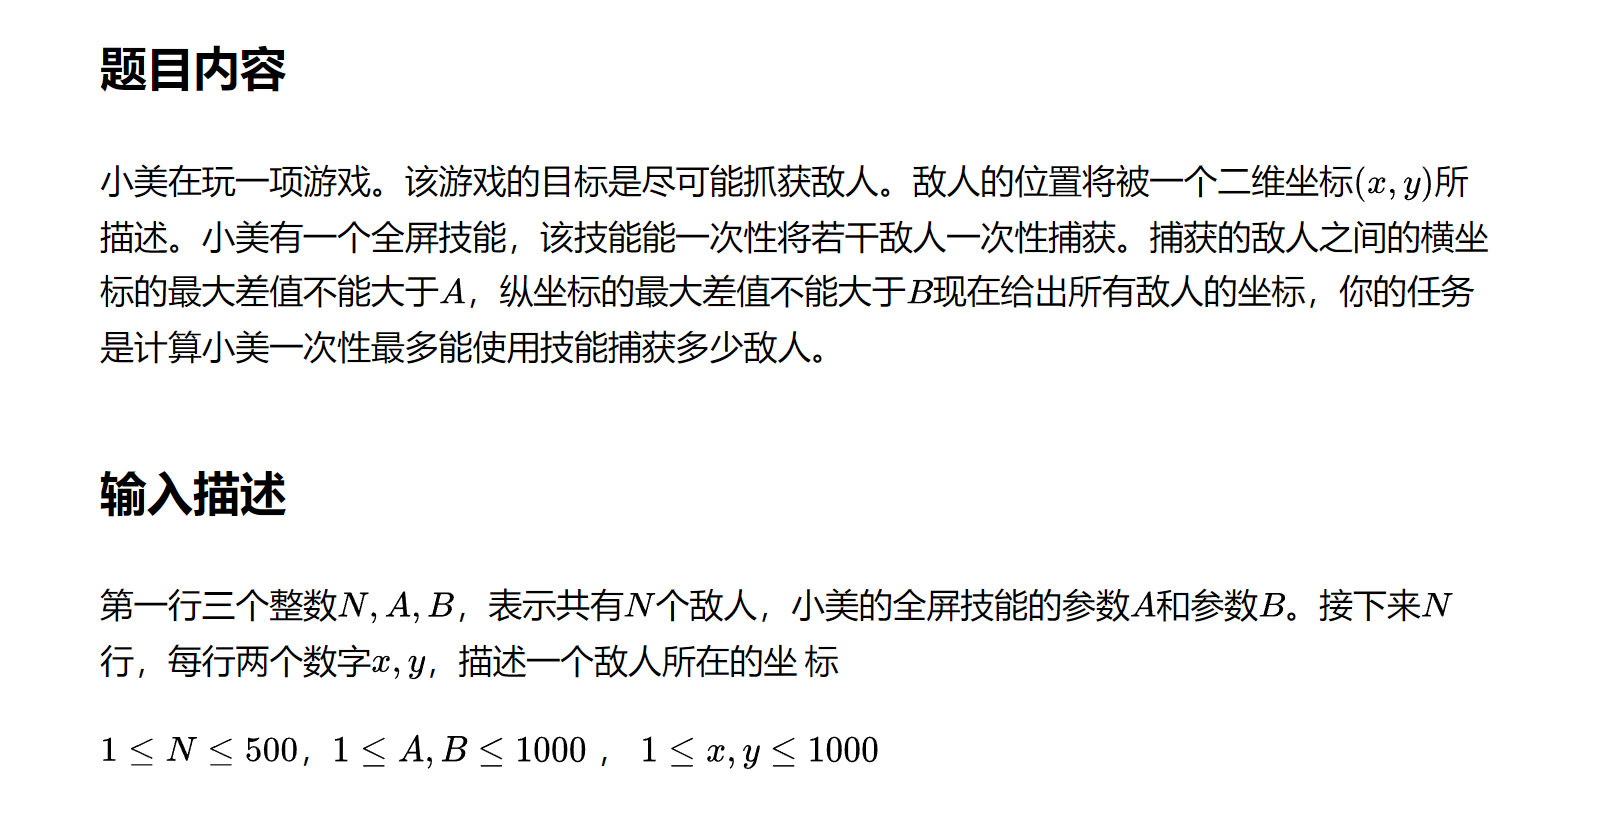 题目内容
小美在玩一项游戏。该游戏的目标是尽可能抓获敌人。敌人的位置将被一个二维坐标(x, y)所
描述。小美有一个全屏技能，该技能能一次性将若干敌人一次性捕获。捕获的敌人之间的横坐
标的最大差值不能大于A，纵坐标的最大差值不能大于B现在给出所有敌人的坐标，你的任务
是计算小美一次性最多能使用技能捕获多少敌人。
输入描述
第一行三个整数N, A, B，表示共有N个敌人，小美的全屏技能的参数A和参数B。接下来N
行，每行两个数字x, y，描述一个敌人所在的坐 标
1 ≤ N ≤ 500，1 ≤ A, B ≤ 1000 ， 1 ≤ x, y ≤ 1000